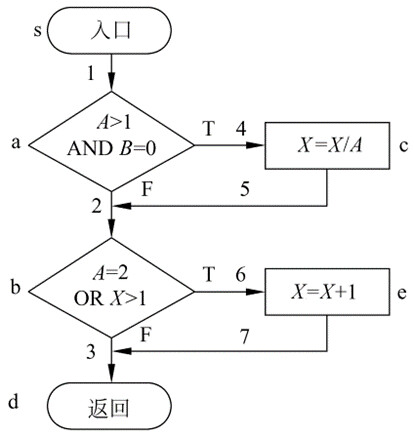 s
入口
1
a
A>1
AND B=0
T
4
X=X/A
c
F
5
2
b
A=2
OR X>1
T
6
X=X+1
e
F
7
3
d
返回